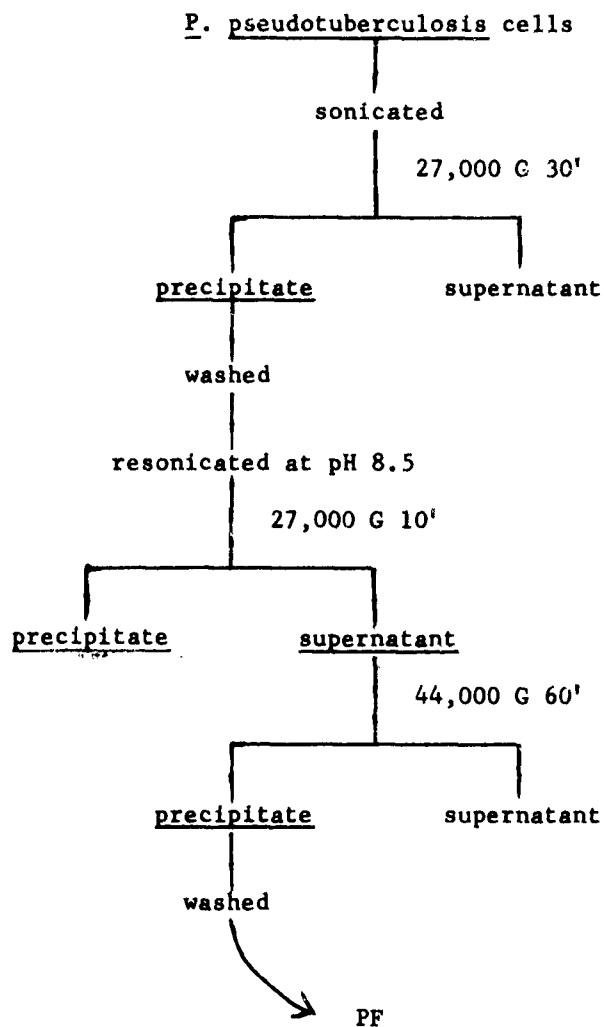 P. pseudotuberculosis cells
sonicated
27,000 G 30'
precipitate supernatant
washed
resonicated at pH 8.5
27,000 G 10'
precipitate supernatant
44,000 G 60'
precipitate supernatant
washed
PF